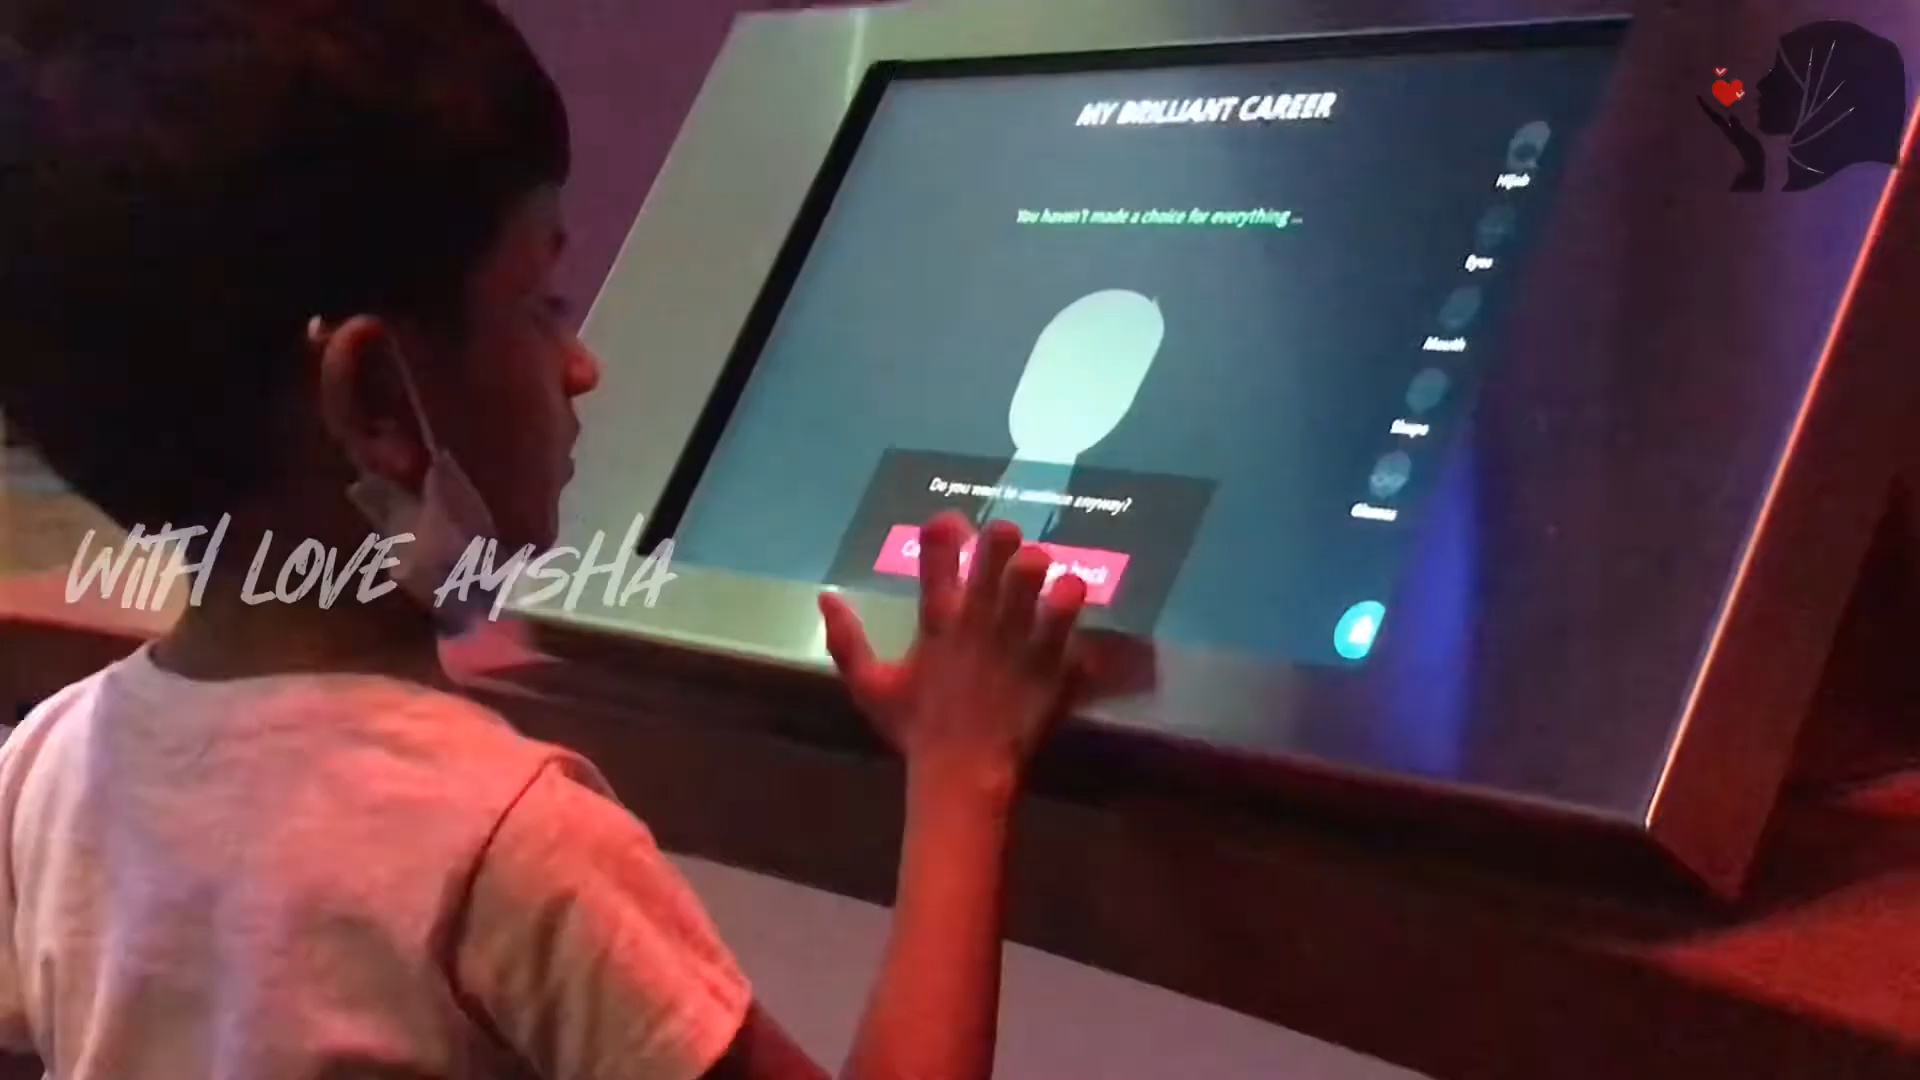 MY BRILLIANT CAREER
Hijab
You haven't made a choice for everything ...
Eyes
Mouth
Shape
Do you want to continue anyway?
Glasses
back
WITH LOVE AYSHA